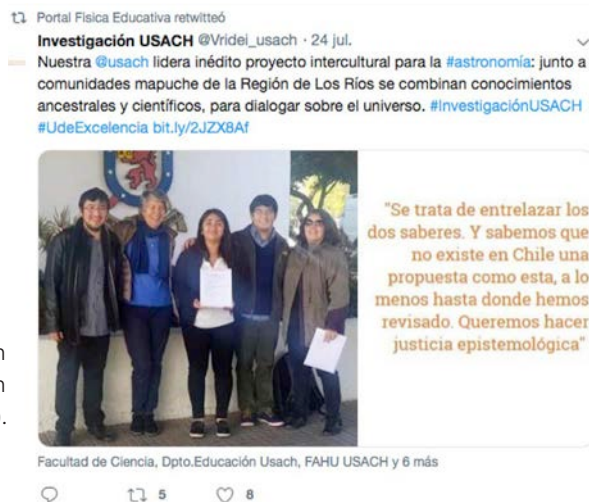 Portal Fisica Educativa retwitteó
Investigación USACH @Vridei_usach · 24 jul.
Nuestra @usach lidera inédito proyecto intercultural para la #astronomía: junto a
comunidades mapuche de la Región de Los Ríos se combinan conocimientos
ancestrales y científicos, para dialogar sobre el universo. #InvestigaciónUSACH
#UdeExcelencia bit.ly/2JZX8Af
"Se trata de entrelazar los
dos saberes. Y sabemos que
no existe en Chile una
propuesta como esta, a lo
menos hasta donde hemos
revisado. Queremos hacer
justicia epistemológica"
Facultad de Ciencia, Dpto.Educación Usach, FAHU USACH y 6 más
5 8